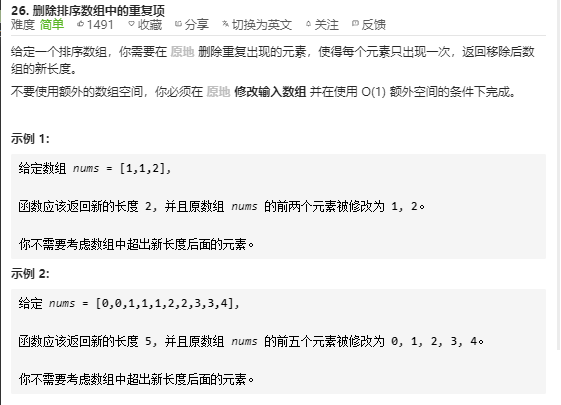 26. 删除排序数组中的重复项
难度 简单 1491 收藏 分享 切换为英文 关注 反馈
给定一个排序数组，你需要在 原地 删除重复出现的元素，使得每个元素只出现一次，返回移除后数
组的新长度。
不要使用额外的数组空间，你必须在 原地 修改输入数组 并在使用 O(1) 额外空间的条件下完成。
示例 1:
给定数组 nums = [1,1,2],
函数应该返回新的长度 2, 并且原数组 nums 的前两个元素被修改为 1, 2。
你不需要考虑数组中超出新长度后面的元素。
示例 2:
给定 nums = [0,0,1,1,1,2,2,3,3,4],
函数应该返回新的长度 5, 并且原数组 nums 的前五个元素被修改为 0, 1, 2, 3, 4。
你不需要考虑数组中超出新长度后面的元素。